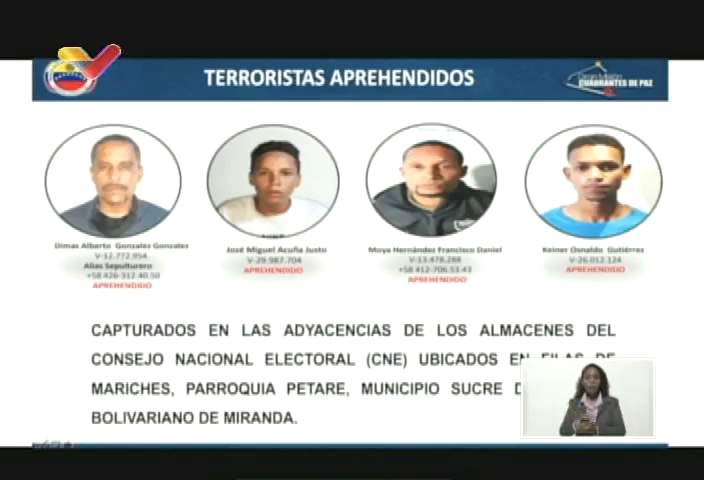 TERRORISTAS APREHENDIDOS
Gran Misión
CUADRANTES DE PAZ
Dimas Alberto Gonzalez Gonzales
V-12.772.954
Alias Sepulturero
+58 426-312.40.50
APREHENDIDO
José Miguel Acuña Justo
V-29.987.704
APREHENDIDO
Moya Hernández Francisco Daniel
V-13.478.288
+58 412-706.53.43
APREHENDIDO
Keiner Osnaldo Gutiérrez
V-26.012.124
APREHENDIDO
CAPTURADOS EN LAS ADYACENCIAS DE LOS ALMACENES DEL
CONSEJO NACIONAL ELECTORAL (CNE) UBICADOS EN FILAS DE
MARICHES, PARROQUIA PETARE, MUNICIPIO SUCRE
BOLIVARIANO DE MIRANDA.